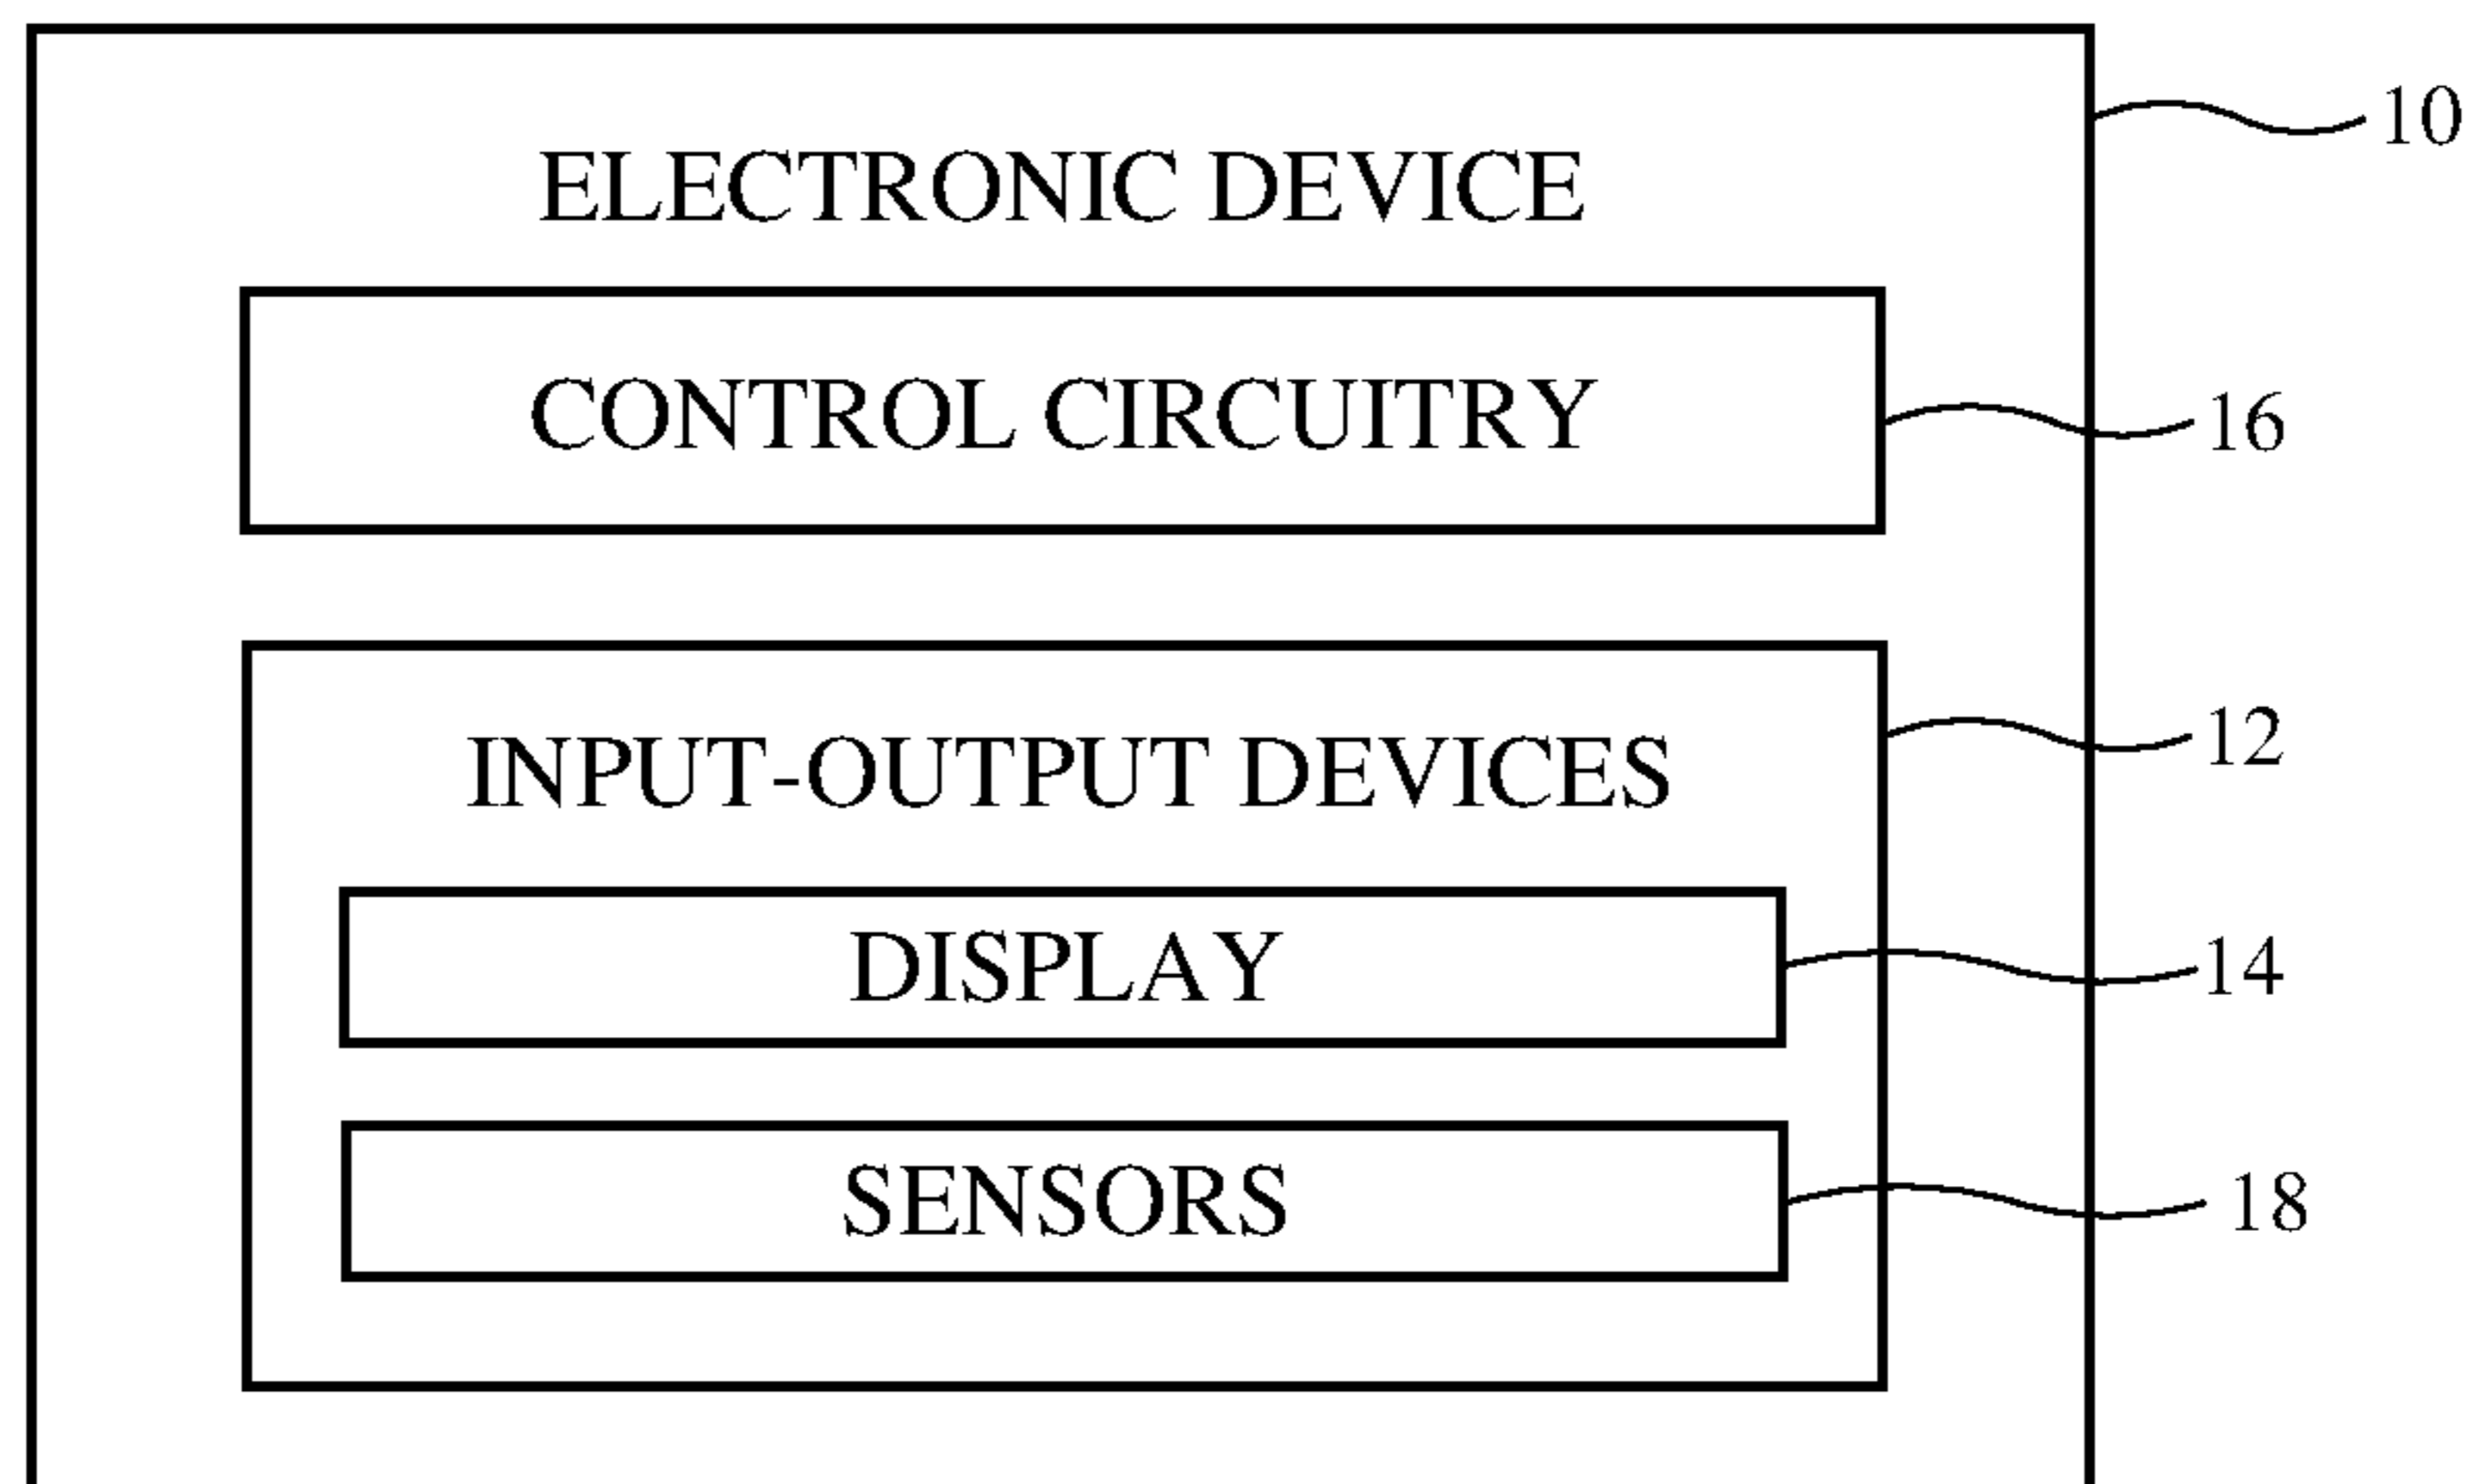 ELECTRONIC DEVICE
10
CONTROL CIRCUITRY
16
INPUT-OUTPUT DEVICES
12
DISPLAY
14
SENSORS
18